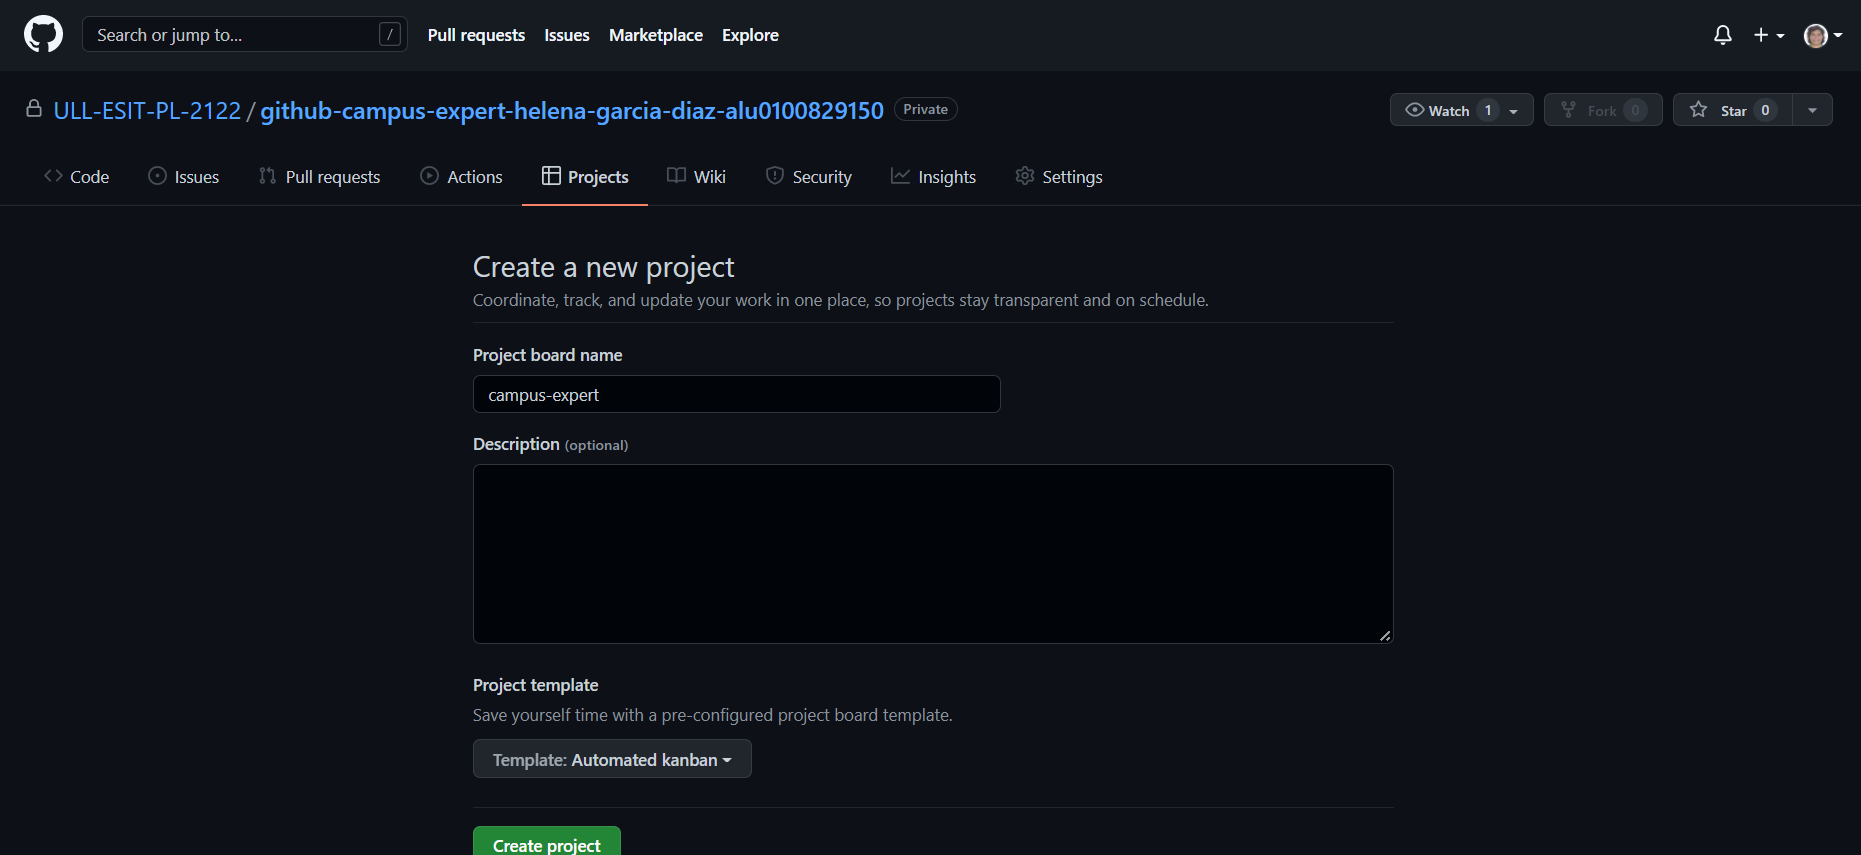 Search or jump to... / Pull requests Issues Marketplace Explore
ULL-ESIT-PL-2122 / github-campus-expert-helena-garcia-diaz-alu0100829150 Private Watch 1 Fork 0 Star 0
Code Issues Pull requests Actions Projects Wiki Security Insights Settings
Create a new project
Coordinate, track, and update your work in one place, so projects stay transparent and on schedule.
Project board name
campus-expert
Description (optional)
Project template
Save yourself time with a pre-configured project board template.
Template: Automated kanban
Create project